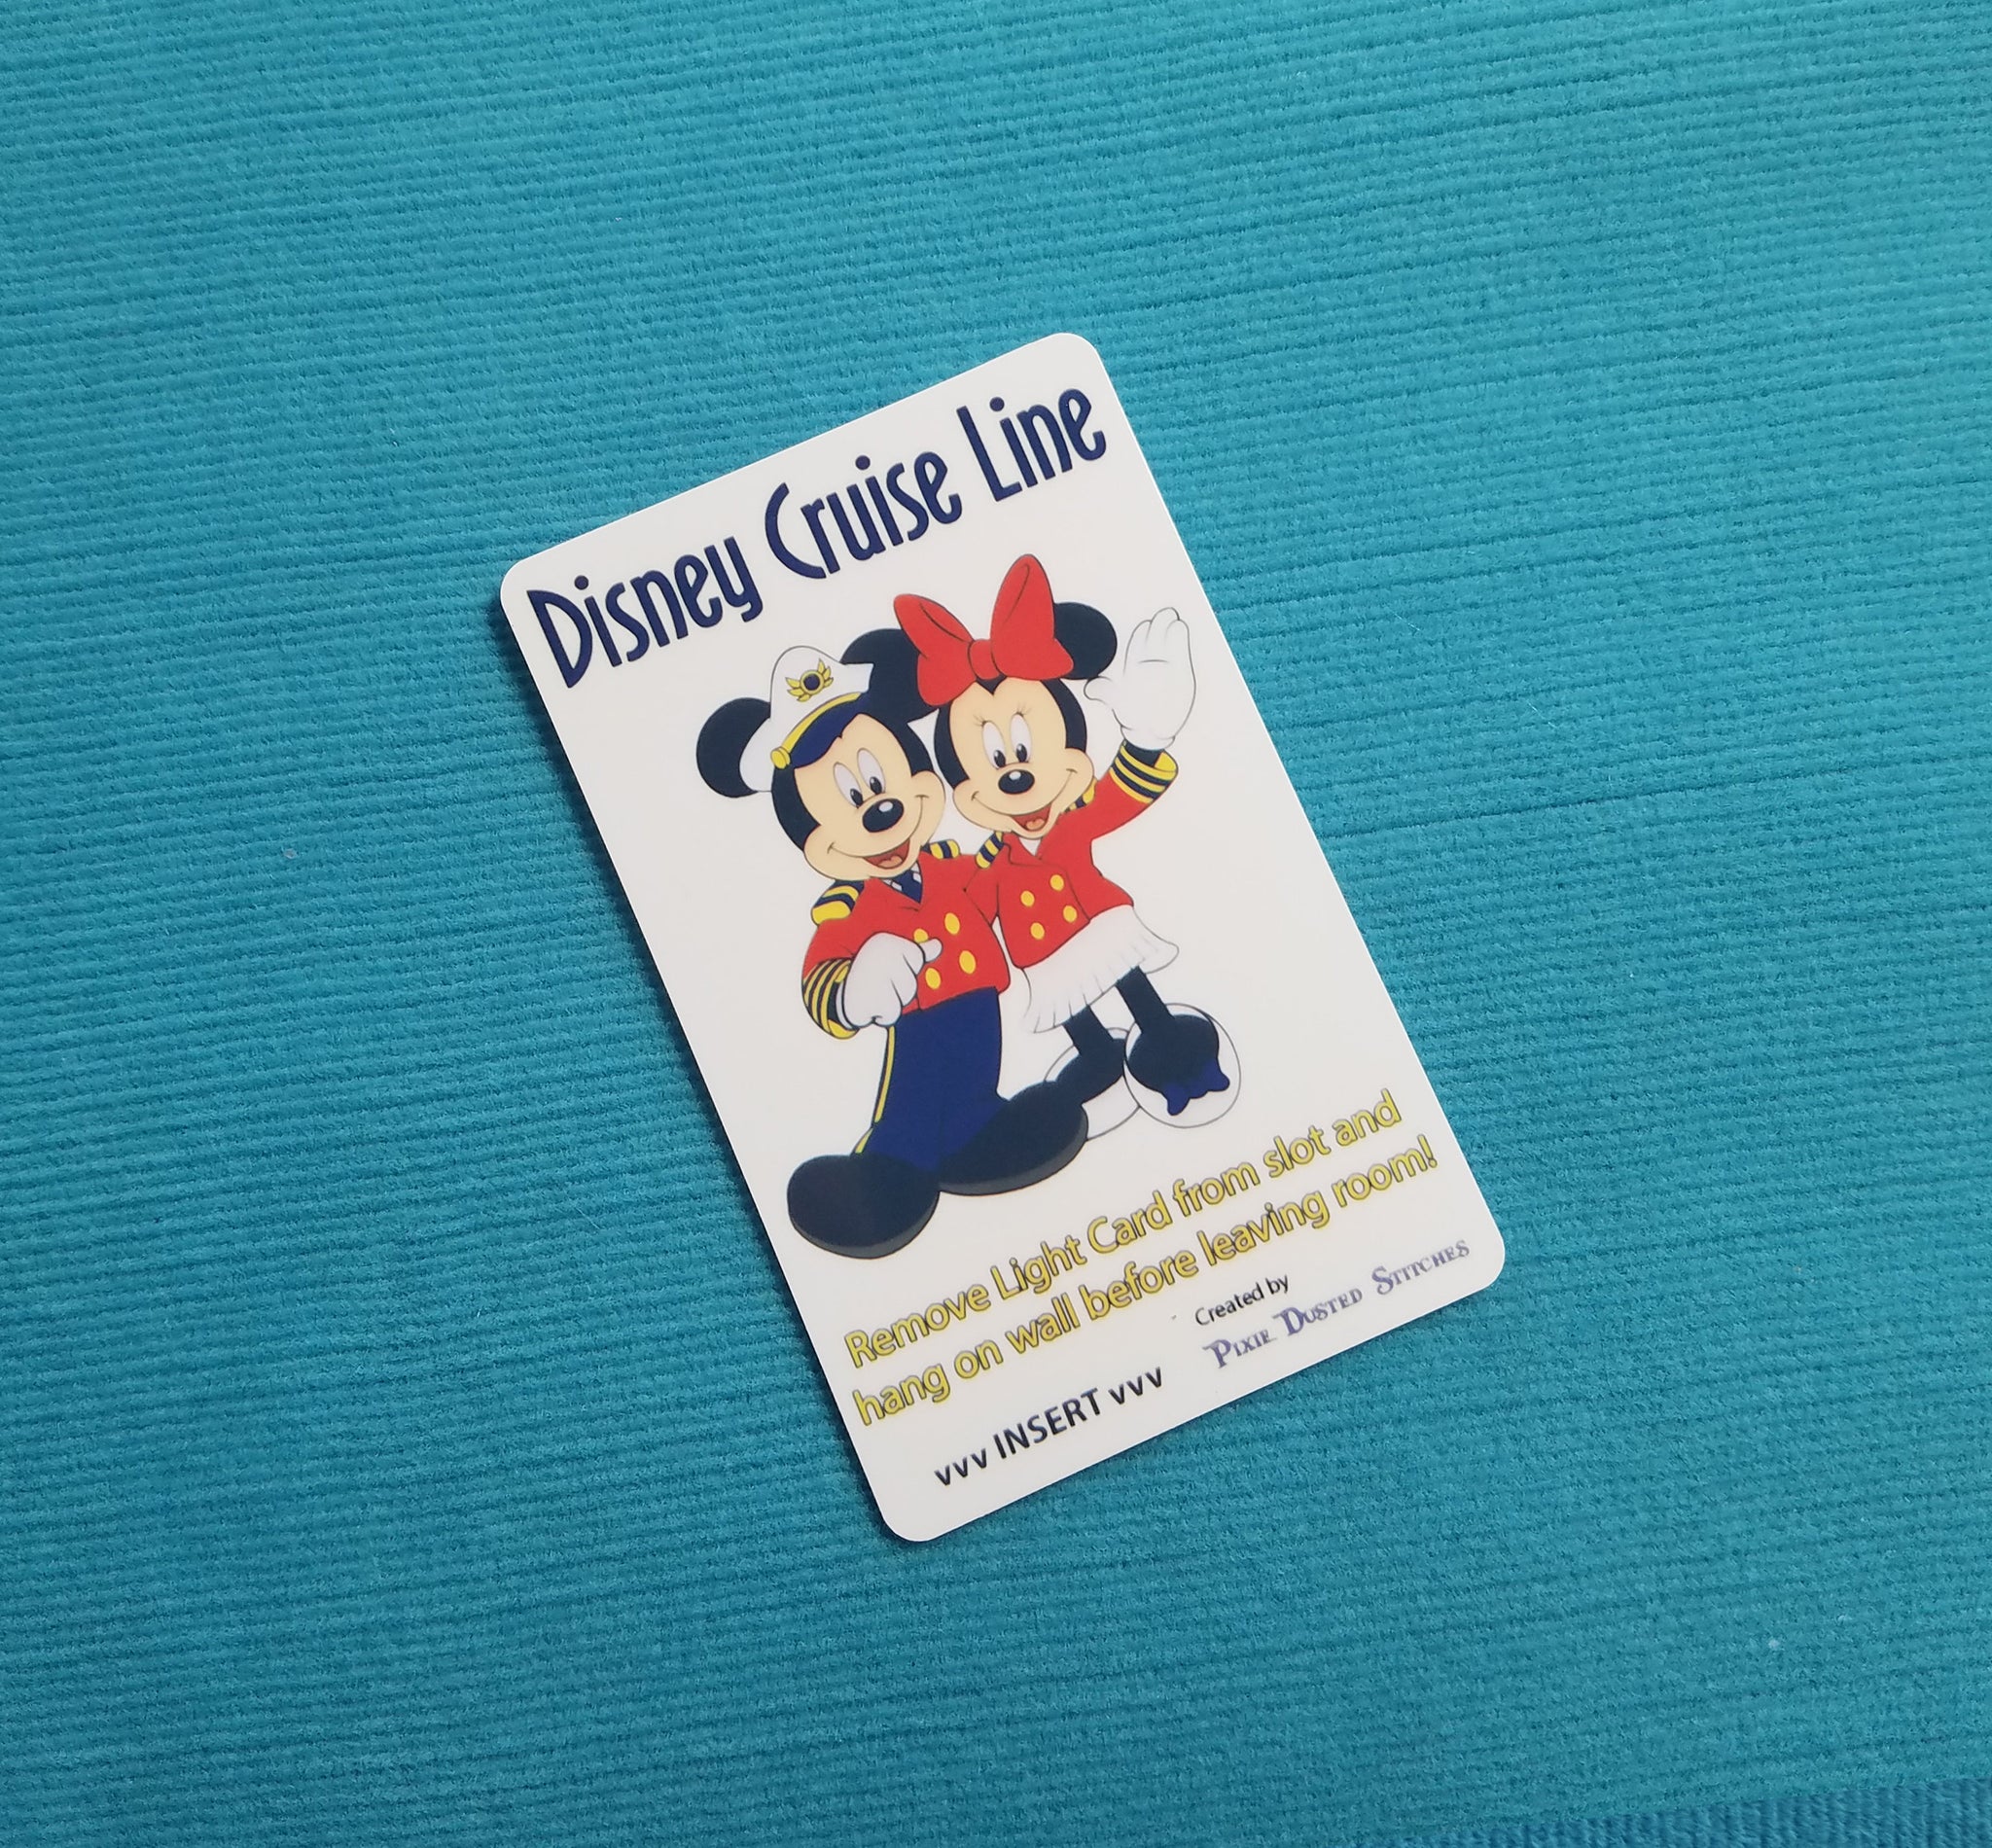 Disney Cruise Line
Remove Light Card from slot and
hang on wall before leaving room!
Created by
Pixie Dusted Stitches
vvv INSERT vvv